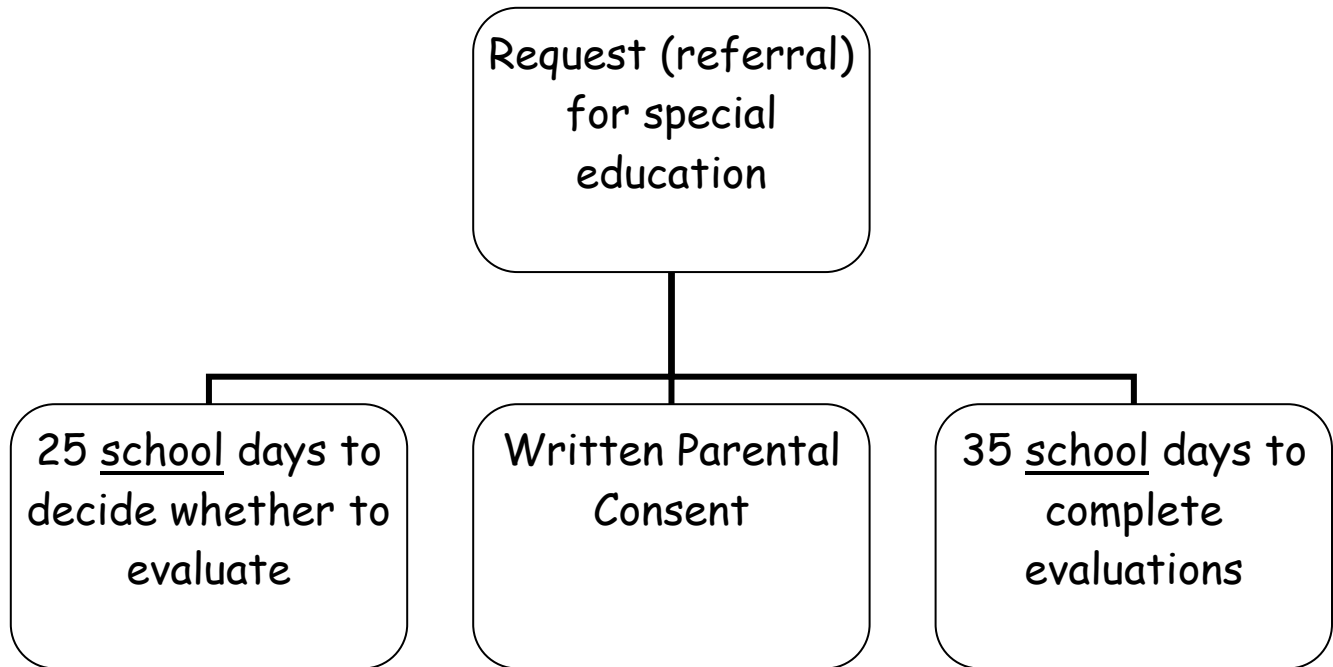 Request (referral)
for special
education
25 school days to
decide whether to
evaluate
Written Parental
Consent
35 school days to
complete
evaluations